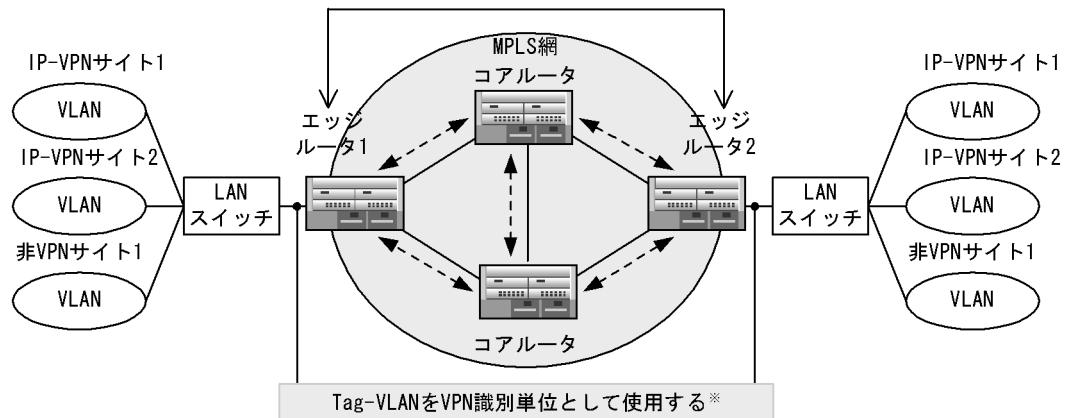 MPLS網
コアルータ
IP-VPNサイト1
VLAN
IP-VPNサイト2
VLAN
非VPNサイト1
VLAN
LAN
スイッチ
エッジ
ルータ1
エッジ
ルータ2
コアルータ
LAN
スイッチ
IP-VPNサイト1
VLAN
IP-VPNサイト2
VLAN
非VPNサイト1
VLAN
Tag-VLANをVPN識別単位として使用する※